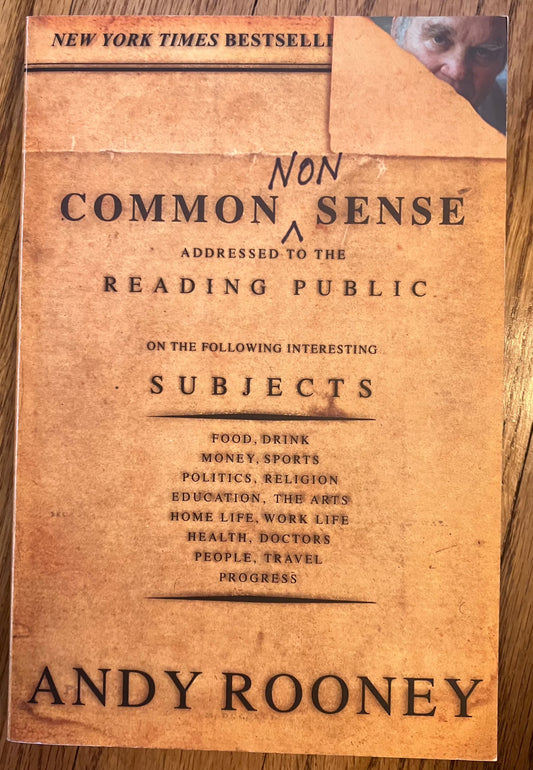 NEW YORK TIMES BESTSELLE
NON
COMMON ^ SENSE
ADDRESSED TO THE
READING PUBLIC
ON THE FOLLOWING INTERESTING
SUBJECTS
FOOD, DRINK
MONEY, SPORTS
POLITICS, RELIGION
EDUCATION, THE ARTS
HOME LIFE, WORK LIFE
HEALTH, DOCTORS
PEOPLE, TRAVEL
PROGRESS
ANDY ROONEY